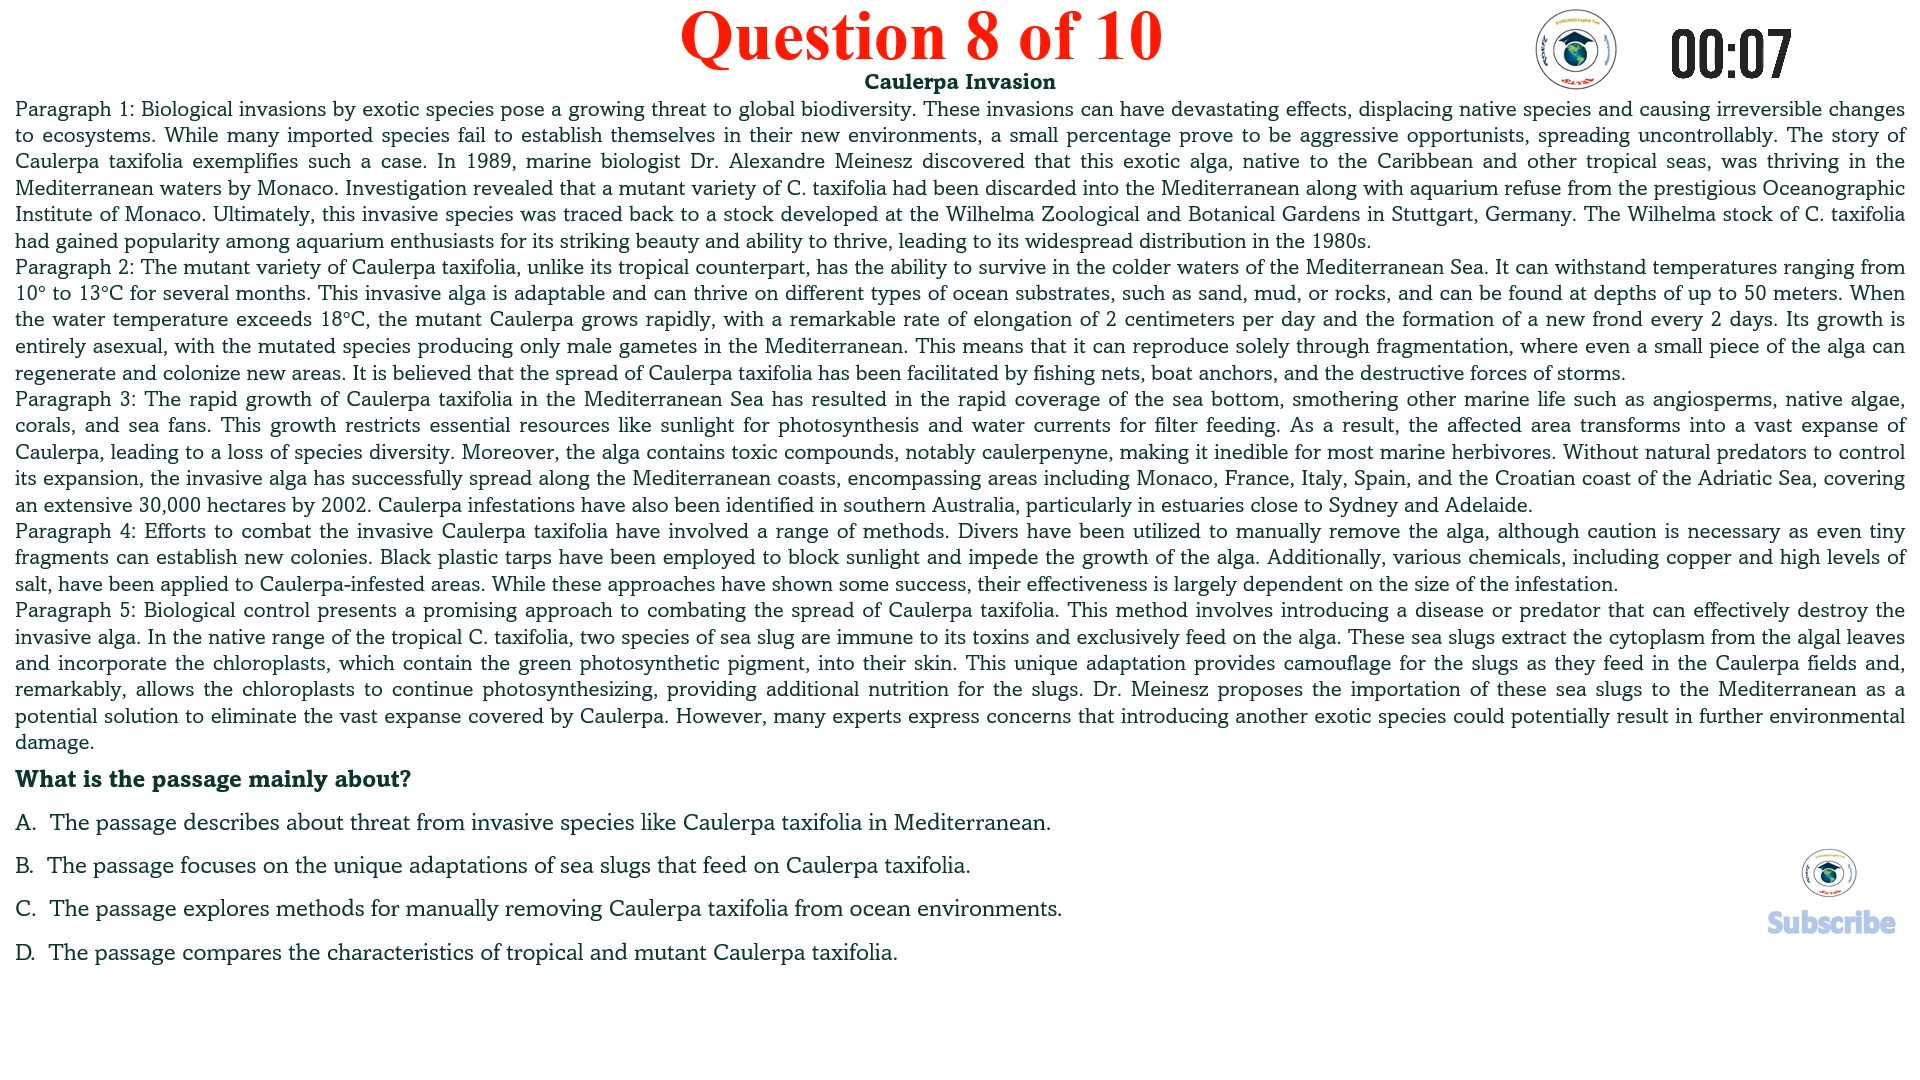 Question 8 of 10
00:07
Caulerpa Invasion
Paragraph 1: Biological invasions by exotic species pose a growing threat to global biodiversity. These invasions can have devastating effects, displacing native species and causing irreversible changes
to ecosystems. While many imported species fail to establish themselves in their new environments, a small percentage prove to be aggressive opportunists, spreading uncontrollably. The story of
Caulerpa taxifolia exemplifies such a case. In 1989, marine biologist Dr. Alexandre Meinesz discovered that this exotic alga, native to the Caribbean and other tropical seas, was thriving in the
Mediterranean waters by Monaco. Investigation revealed that a mutant variety of C. taxifolia had been discarded into the Mediterranean along with aquarium refuse from the prestigious Oceanographic
Institute of Monaco. Ultimately, this invasive species was traced back to a stock developed at the Wilhelma Zoological and Botanical Gardens in Stuttgart, Germany. The Wilhelma stock of C. taxifolia
had gained popularity among aquarium enthusiasts for its striking beauty and ability to thrive, leading to its widespread distribution in the 1980s.
Paragraph 2: The mutant variety of Caulerpa taxifolia, unlike its tropical counterpart, has the ability to survive in the colder waters of the Mediterranean Sea. It can withstand temperatures ranging from
10° to 13°C for several months. This invasive alga is adaptable and can thrive on different types of ocean substrates, such as sand, mud, or rocks, and can be found at depths of up to 50 meters. When
the water temperature exceeds 18°C, the mutant Caulerpa grows rapidly, with a remarkable rate of elongation of 2 centimeters per day and the formation of a new frond every 2 days. Its growth is
entirely asexual, with the mutated species producing only male gametes in the Mediterranean. This means that it can reproduce solely through fragmentation, where even a small piece of the alga can
regenerate and colonize new areas. It is believed that the spread of Caulerpa taxifolia has been facilitated by fishing nets, boat anchors, and the destructive forces of storms.
Paragraph 3: The rapid growth of Caulerpa taxifolia in the Mediterranean Sea has resulted in the rapid coverage of the sea bottom, smothering other marine life such as angiosperms, native algae,
corals, and sea fans. This growth restricts essential resources like sunlight for photosynthesis and water currents for filter feeding. As a result, the affected area transforms into a vast expanse of
Caulerpa, leading to a loss of species diversity. Moreover, the alga contains toxic compounds, notably caulerpenyne, making it inedible for most marine herbivores. Without natural predators to control
its expansion, the invasive alga has successfully spread along the Mediterranean coasts, encompassing areas including Monaco, France, Italy, Spain, and the Croatian coast of the Adriatic Sea, covering
an extensive 30,000 hectares by 2002. Caulerpa infestations have also been identified in southern Australia, particularly in estuaries close to Sydney and Adelaide.
Paragraph 4: Efforts to combat the invasive Caulerpa taxifolia have involved a range of methods. Divers have been utilized to manually remove the alga, although caution is necessary as even tiny
fragments can establish new colonies. Black plastic tarps have been employed to block sunlight and impede the growth of the alga. Additionally, various chemicals, including copper and high levels of
salt, have been applied to Caulerpa-infested areas. While these approaches have shown some success, their effectiveness is largely dependent on the size of the infestation.
Paragraph 5: Biological control presents a promising approach to combating the spread of Caulerpa taxifolia. This method involves introducing a disease or predator that can effectively destroy the
invasive alga. In the native range of the tropical C. taxifolia, two species of sea slug are immune to its toxins and exclusively feed on the alga. These sea slugs extract the cytoplasm from the algal leaves
and incorporate the chloroplasts, which contain the green photosynthetic pigment, into their skin. This unique adaptation provides camouflage for the slugs as they feed in the Caulerpa fields and,
remarkably, allows the chloroplasts to continue photosynthesizing, providing additional nutrition for the slugs. Dr. Meinesz proposes the importation of these sea slugs to the Mediterranean as a
potential solution to eliminate the vast expanse covered by Caulerpa. However, many experts express concerns that introducing another exotic species could potentially result in further environmental
damage.
What is the passage mainly about?
A. The passage describes about threat from invasive species like Caulerpa taxifolia in Mediterranean.
B. The passage focuses on the unique adaptations of sea slugs that feed on Caulerpa taxifolia.
C. The passage explores methods for manually removing Caulerpa taxifolia from ocean environments.
D. The passage compares the characteristics of tropical and mutant Caulerpa taxifolia.
Subscribe